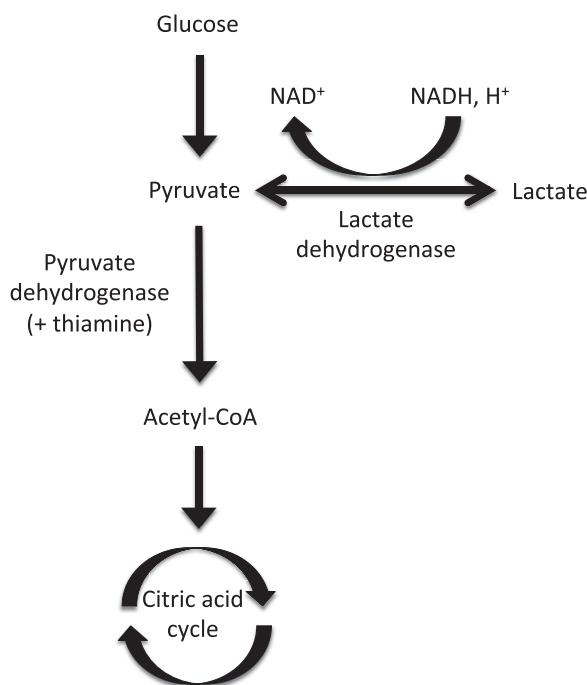 Glucose
NAD⁺
NADH, H⁺
Pyruvate
Lactate
Lactate
dehydrogenase
Pyruvate
dehydrogenase
(+ thiamine)
Acetyl-CoA
Citric acid
cycle